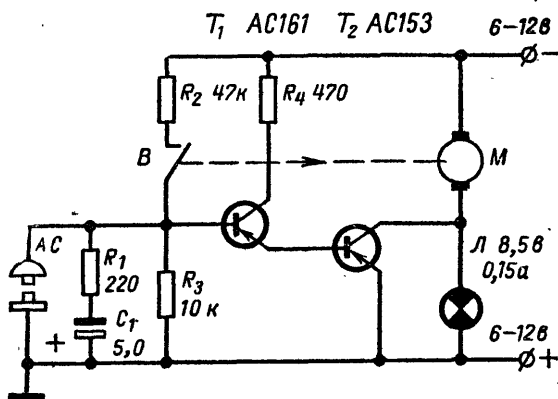 T₁ AC161 T₂ AC153
6-12в
−
R₂ 47к
R₄ 470
В
М
АС
R₁
220
R₃
10 к
Л 8,5в
0,15а
C₁
5,0
+
6-12в
+